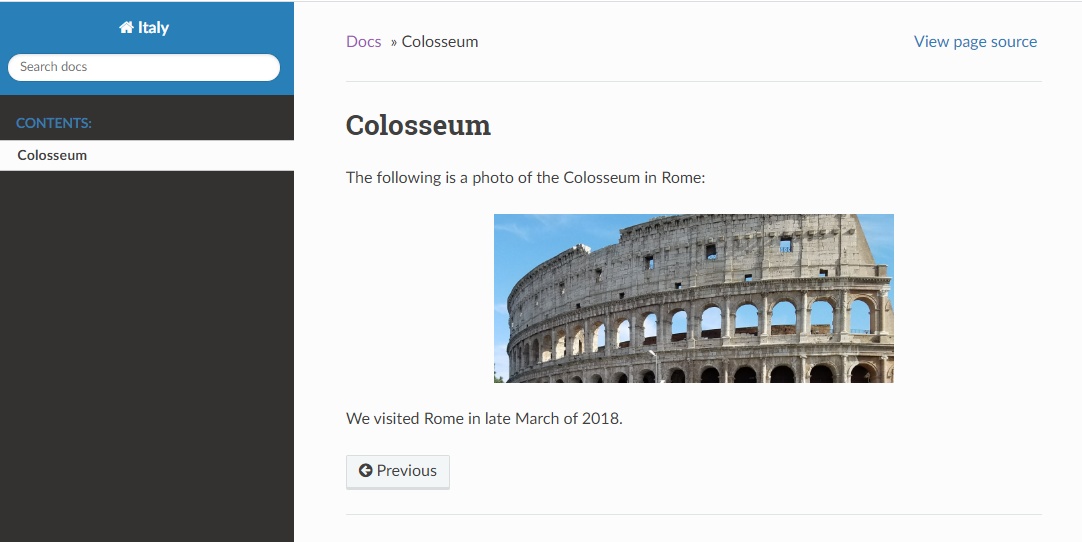 Italy
Search docs
CONTENTS:
Colosseum
Docs » Colosseum
View page source
Colosseum
The following is a photo of the Colosseum in Rome:
We visited Rome in late March of 2018.
Previous